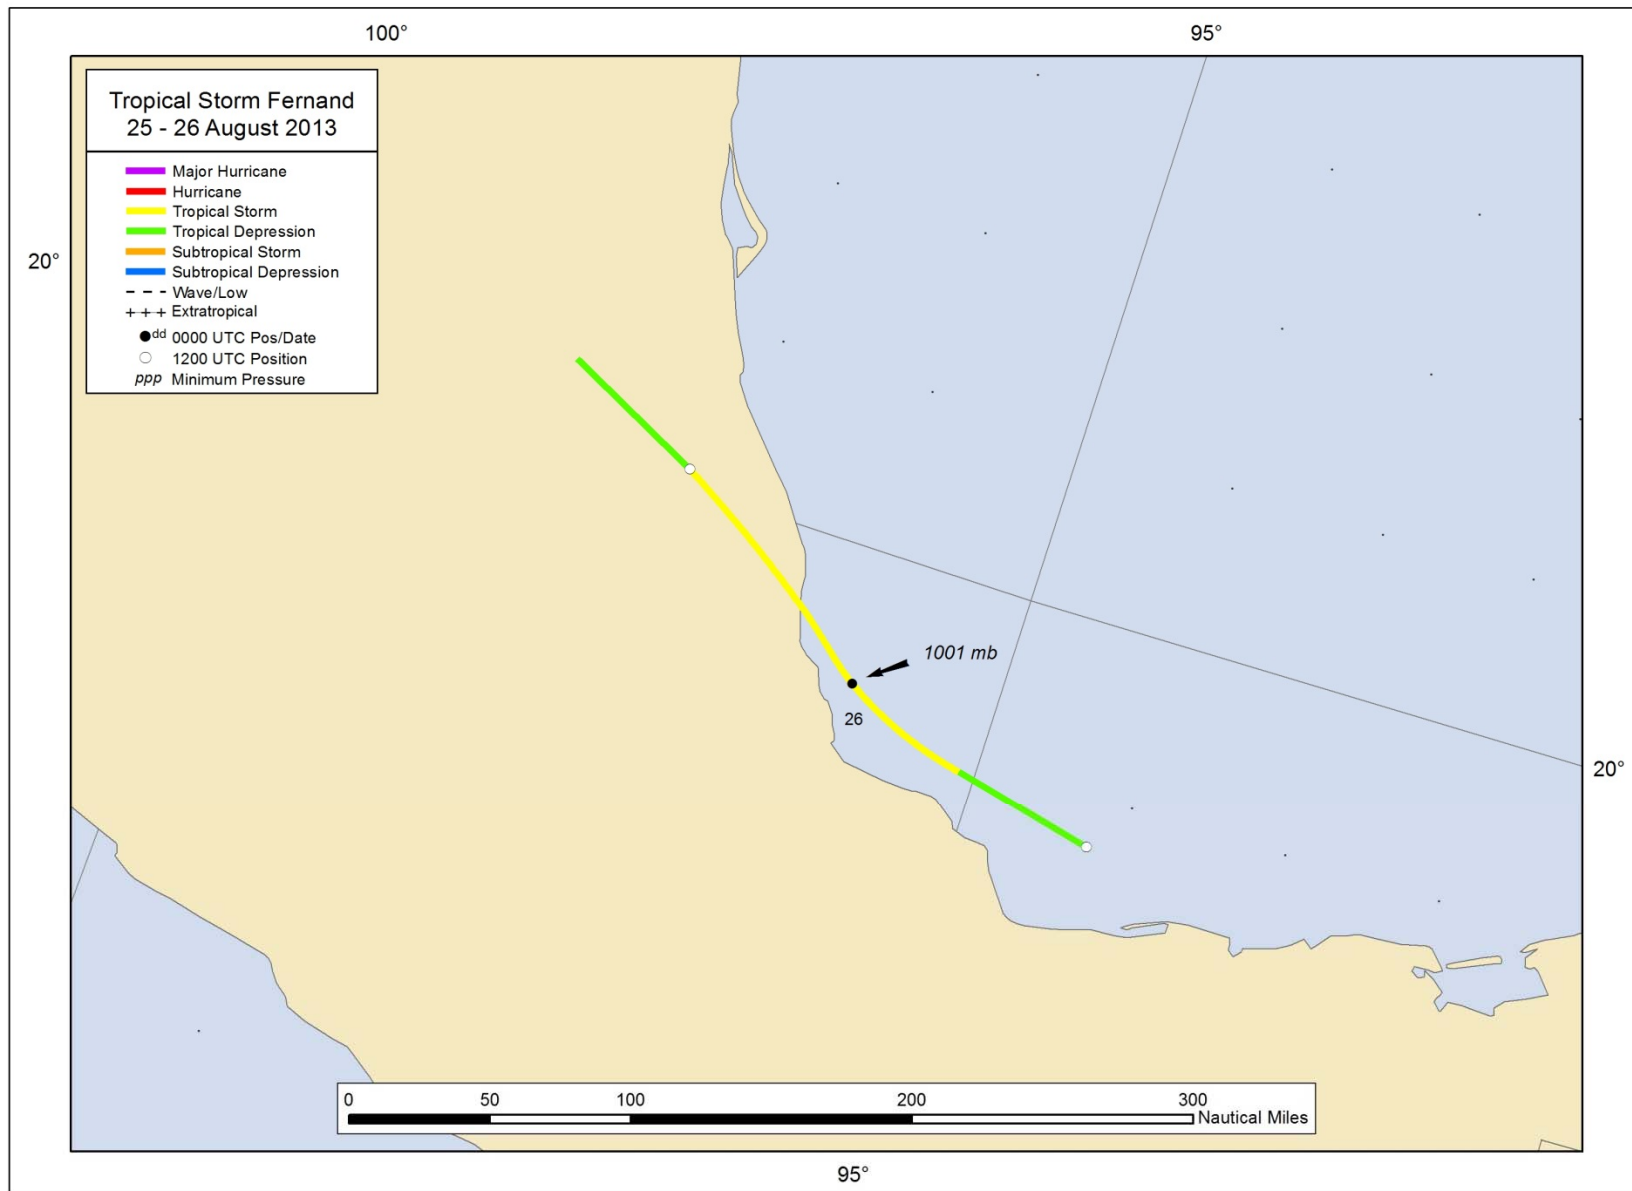 100°
95°
Tropical Storm Fernand
25 - 26 August 2013
Major Hurricane
Hurricane
Tropical Storm
Tropical Depression
Subtropical Storm
Subtropical Depression
Wave/Low
+++ Extratropical
dd 0000 UTC Pos/Date
1200 UTC Position
ppp Minimum Pressure
20°
1001 mb
26
20°
0 50 100 200 300
Nautical Miles
95°